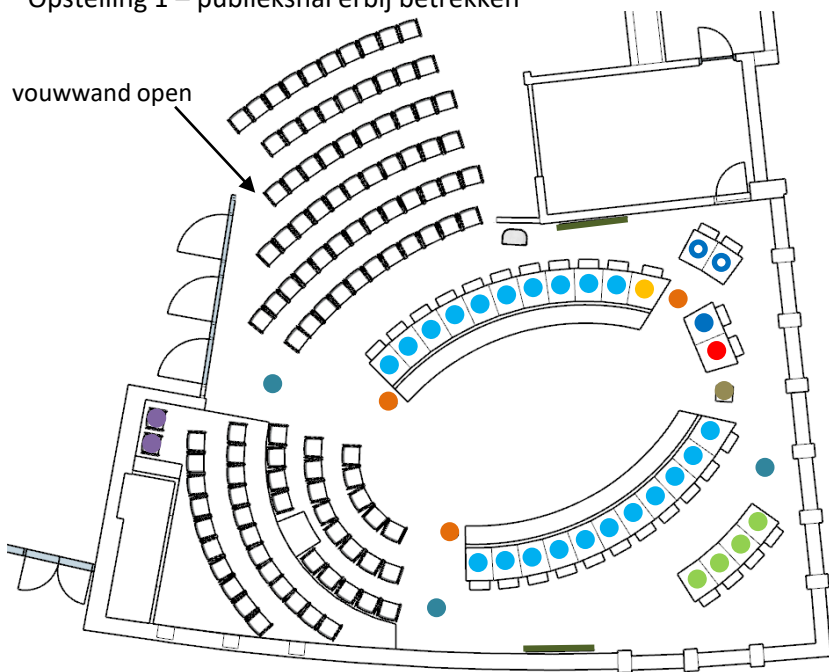 Opstelling 1 – publiekshal erbij betrekken
vouwwand open